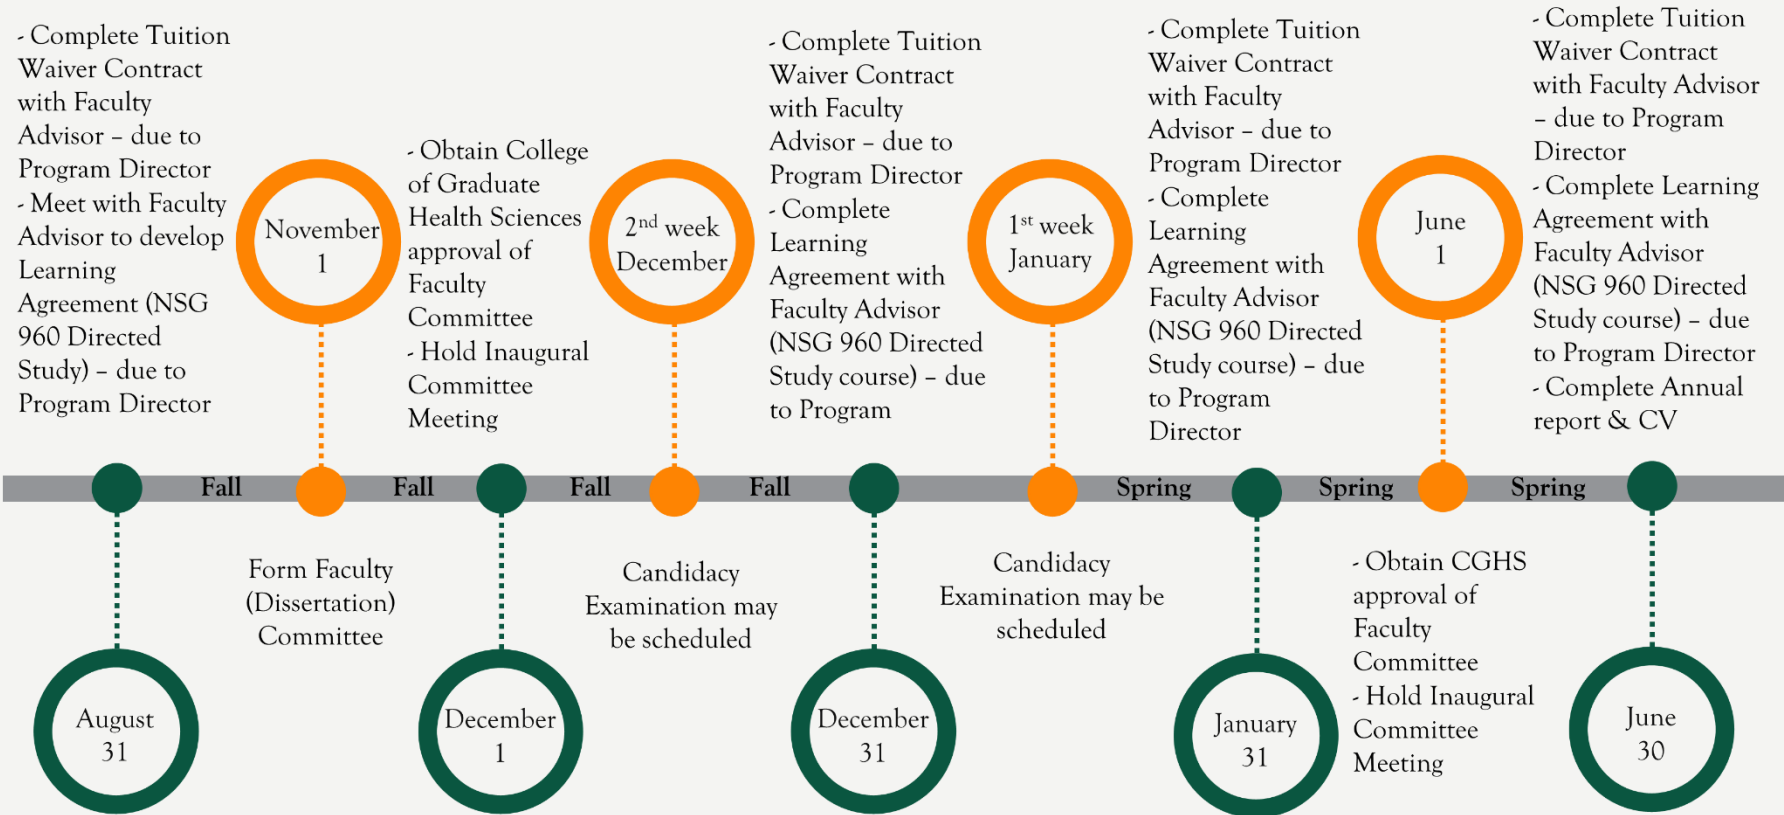 - Complete Tuition
Waiver Contract
with Faculty
Advisor – due to
Program Director
- Meet with Faculty
Advisor to develop
Learning
Agreement (NSG
960 Directed
Study) – due to
Program Director
November
1
- Obtain College
of Graduate
Health Sciences
approval of
Faculty
Committee
- Hold Inaugural
Committee
Meeting
2nd week
December
- Complete Tuition
Waiver Contract
with Faculty
Advisor – due to
Program Director
- Complete
Learning
Agreement with
Faculty Advisor
(NSG 960 Directed
Study course) – due
to Program
1st week
January
- Complete Tuition
Waiver Contract
with Faculty
Advisor – due to
Program Director
- Complete
Learning
Agreement with
Faculty Advisor
(NSG 960 Directed
Study course) – due
to Program
Director
June
1
- Complete Tuition
Waiver Contract
with Faculty Advisor
– due to Program
Director
- Complete Learning
Agreement with
Faculty Advisor
(NSG 960 Directed
Study course) – due
to Program Director
- Complete Annual
report & CV
Fall
Fall
Fall
Fall
Spring
Spring
Spring
August
31
Form Faculty
(Dissertation)
Committee
December
1
Candidacy
Examination may
be scheduled
December
31
Candidacy
Examination may be
scheduled
January
31
- Obtain CGHS
approval of
Faculty
Committee
- Hold Inaugural
Committee
Meeting
June
30